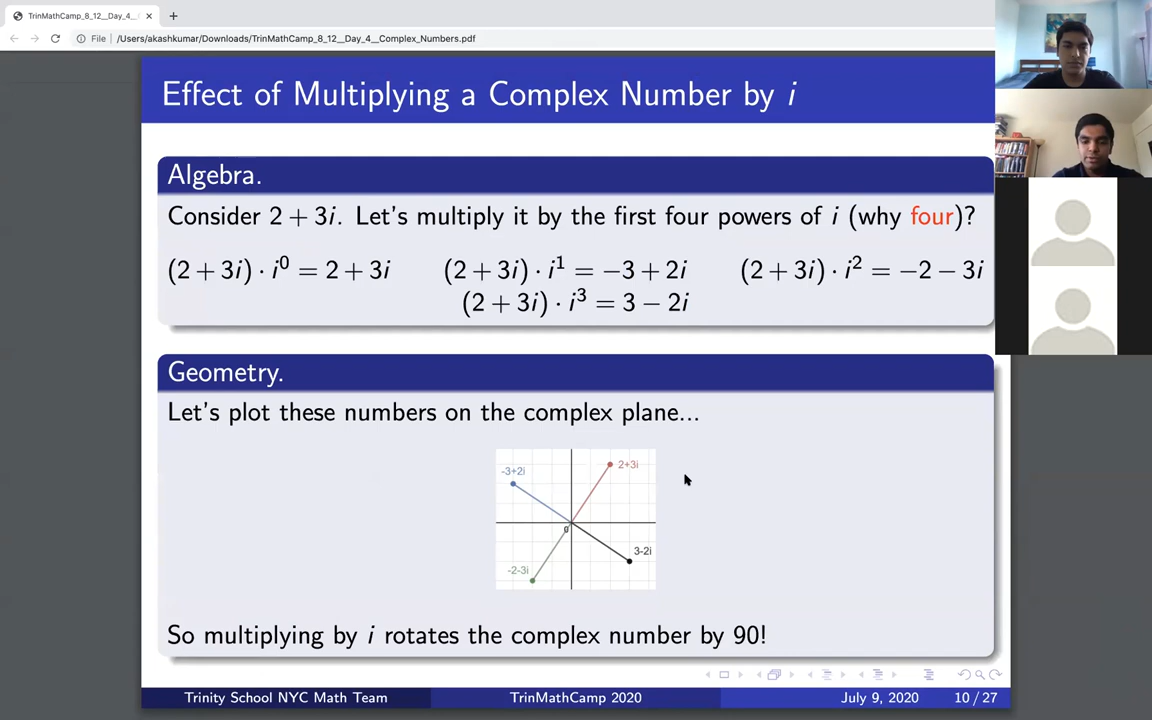 TrinMathCamp_8_12__Day_4_
File /Users/akashkumar/Downloads/TrinMathCamp_8_12__Day_4__Complex_Numbers.pdf
Effect of Multiplying a Complex Number by i
Algebra.
Consider 2 + 3i. Let's multiply it by the first four powers of i (why four)?
(2 + 3i) · i⁰ = 2 + 3i (2 + 3i) · i¹ = −3 + 2i (2 + 3i) · i² = −2 − 3i
(2 + 3i) · i³ = 3 − 2i
Geometry.
Let's plot these numbers on the complex plane...
-3+2i 2+3i
0
3-2i
-2-3i
So multiplying by i rotates the complex number by 90!
Trinity School NYC Math Team TrinMathCamp 2020 July 9, 2020 10 / 27